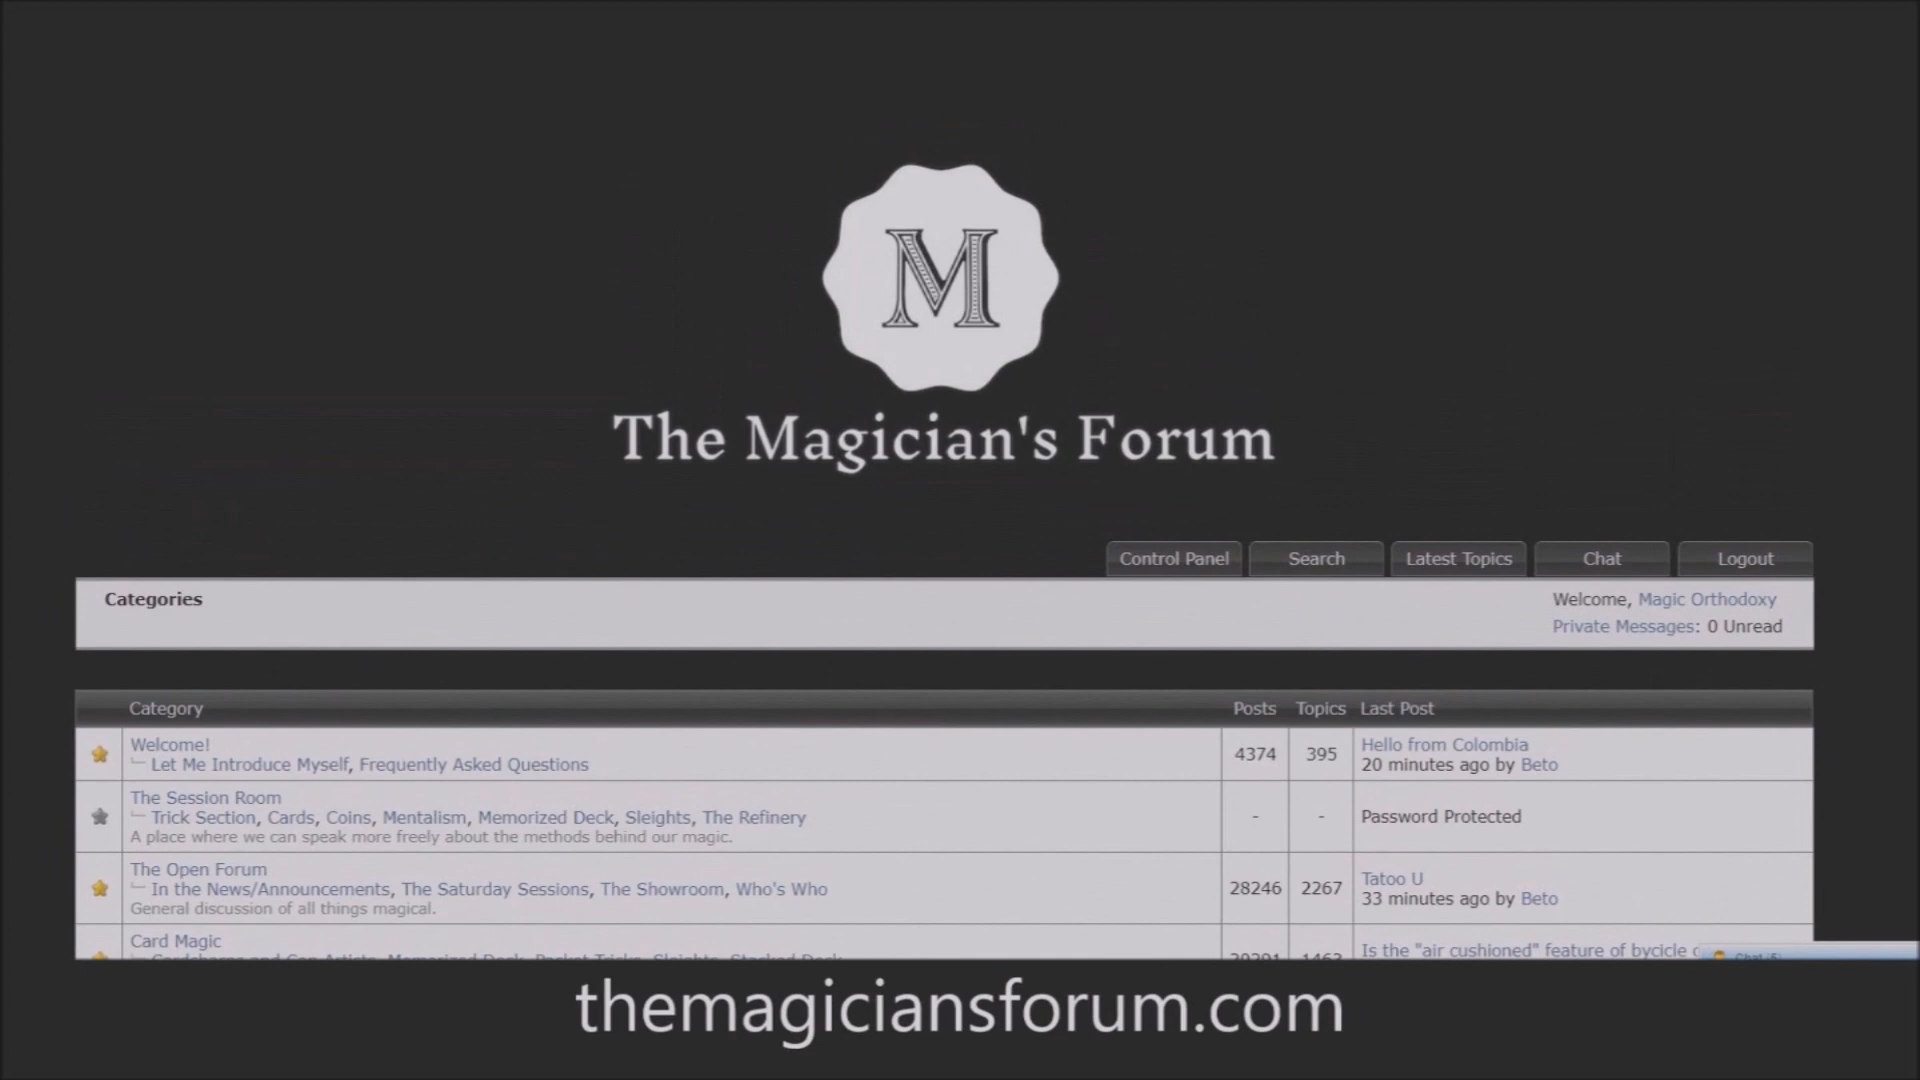 M
The Magician's Forum
Control Panel Search Latest Topics Chat Logout
Categories
Welcome, Magic Orthodoxy
Private Messages: 0 Unread
Category Posts Topics Last Post
Welcome!
Let Me Introduce Myself, Frequently Asked Questions
4374 395
Hello from Colombia
20 minutes ago by Beto
The Session Room
Trick Section, Cards, Coins, Mentalism, Memorized Deck, Sleights, The Refinery
A place where we can speak more freely about the methods behind our magic.
- - Password Protected
The Open Forum
In the News/Announcements, The Saturday Sessions, The Showroom, Who's Who
General discussion of all things magical.
28246 2267
Tatoo U
33 minutes ago by Beto
Card Magic
Is the "air cushioned" feature of bycicle
themagiciansforum.com